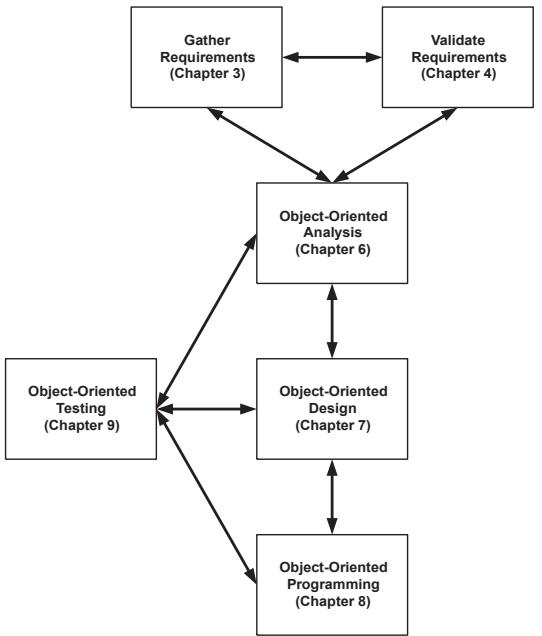 Gather
Requirements
(Chapter 3)
Validate
Requirements
(Chapter 4)
Object-Oriented
Analysis
(Chapter 6)
Object-Oriented
Testing
(Chapter 9)
Object-Oriented
Design
(Chapter 7)
Object-Oriented
Programming
(Chapter 8)